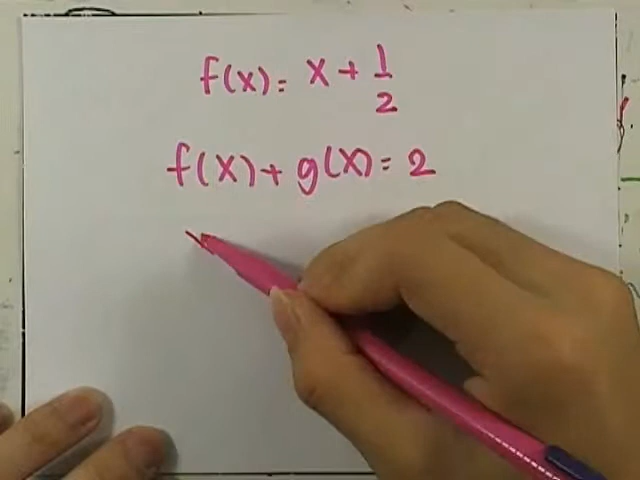 f(x) = x + 1/2
f(x) + g(x) = 2